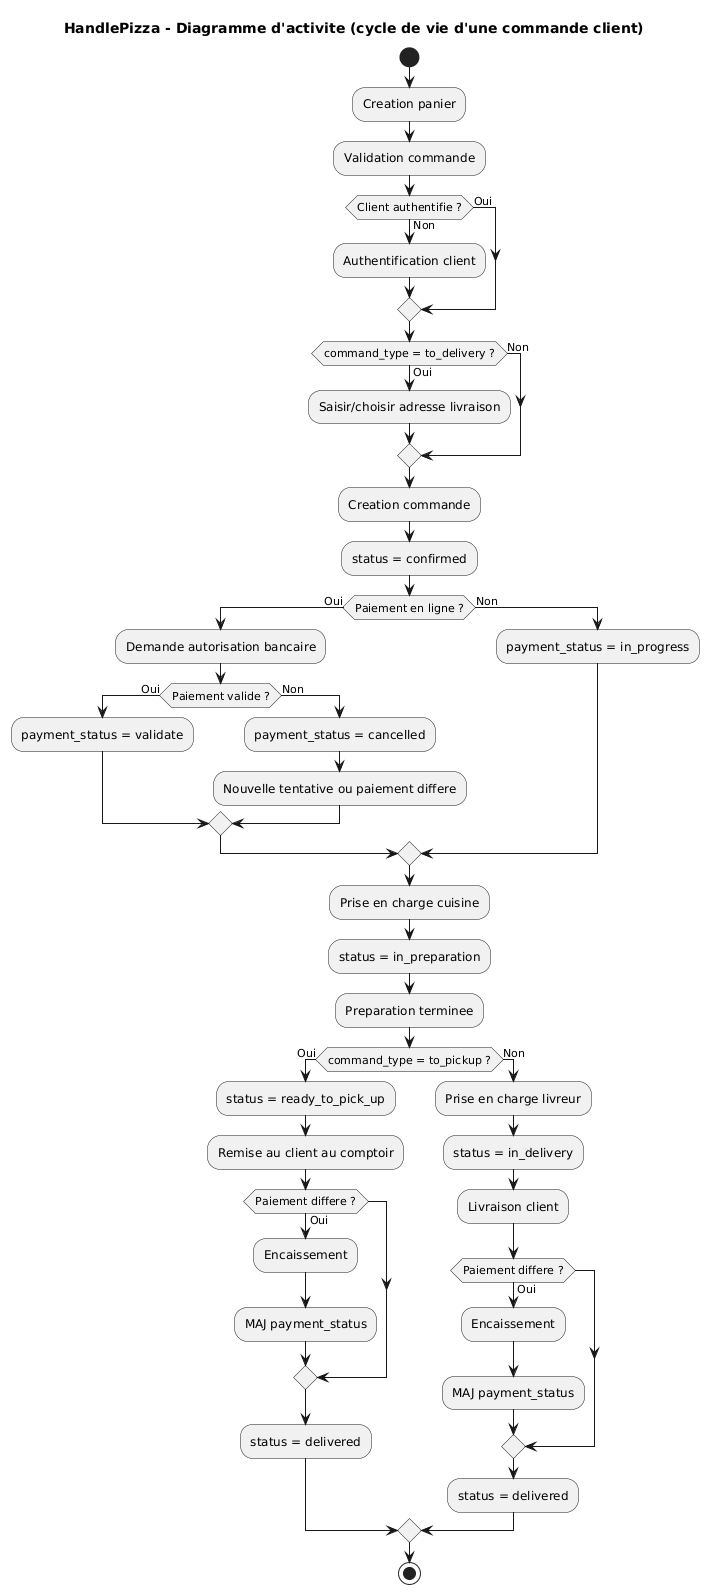 HandlePizza - Diagramme d'activite (cycle de vie d'une commande client)
Creation panier
Validation commande
Client authentifie ?
Oui
Non
Authentification client
command_type = to_delivery ?
Non
Oui
Saisir/choisir adresse livraison
Creation commande
status = confirmed
Oui
Paiement en ligne ?
Non
Demande autorisation bancaire
payment_status = in_progress
Oui
Paiement valide ?
Non
payment_status = validate
payment_status = cancelled
Nouvelle tentative ou paiement differe
Prise en charge cuisine
status = in_preparation
Preparation terminee
Oui
command_type = to_pickup ?
Non
status = ready_to_pick_up
Prise en charge livreur
Remise au client au comptoir
status = in_delivery
Paiement differe ?
Oui
Livraison client
Encaissement
Paiement differe ?
Oui
MAJ payment_status
Encaissement
MAJ payment_status
status = delivered
status = delivered